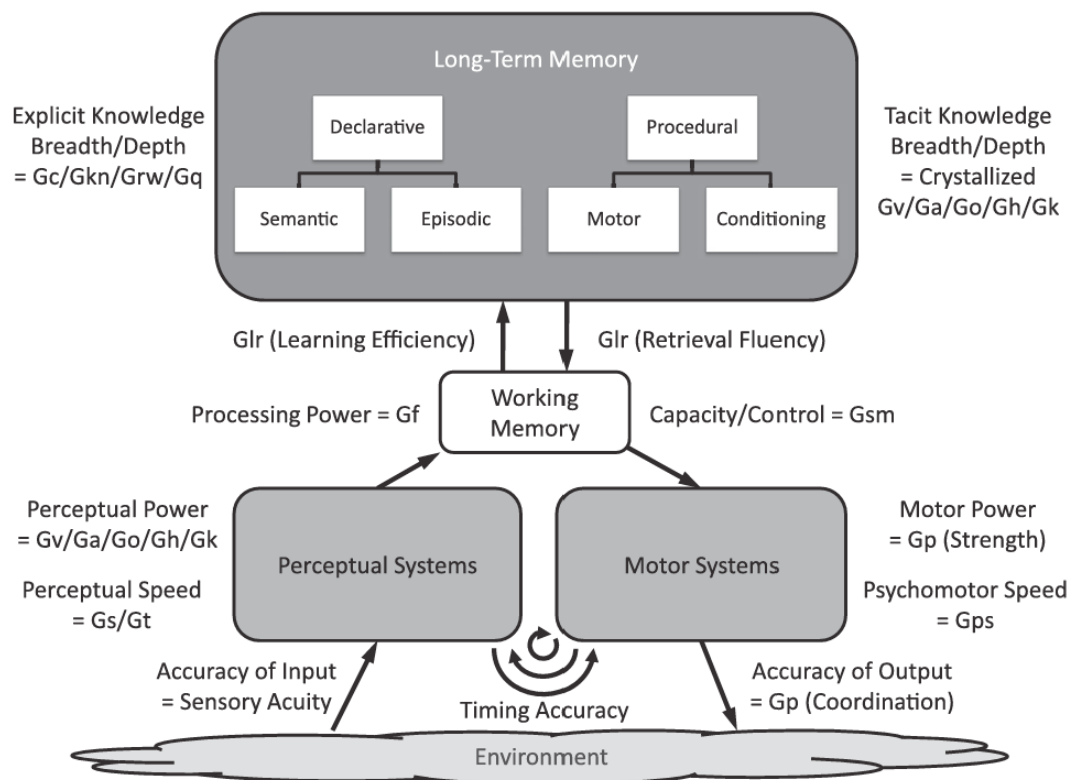 Long-Term Memory
Explicit Knowledge
Breadth/Depth
= Gc/Gkn/Grw/Gq
Declarative
Procedural
Semantic
Episodic
Motor
Conditioning
Tacit Knowledge
Breadth/Depth
= Crystallized
Gv/Ga/Go/Gh/Gk
Glr (Learning Efficiency)
Glr (Retrieval Fluency)
Processing Power = Gf
Working
Memory
Capacity/Control = Gsm
Perceptual Power
= Gv/Ga/Go/Gh/Gk
Perceptual Speed
= Gs/Gt
Perceptual Systems
Motor Systems
Motor Power
= Gp (Strength)
Psychomotor Speed
= Gps
Accuracy of Input
= Sensory Acuity
Timing Accuracy
Accuracy of Output
= Gp (Coordination)
Environment